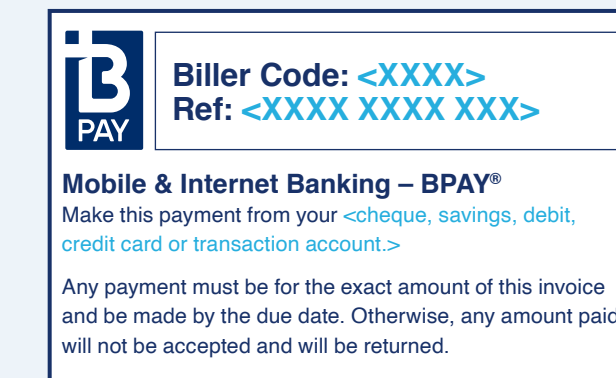 B
PAY
Biller Code: <XXXX>
Ref: <XXXX XXXX XXX>
Mobile & Internet Banking – BPAY®
Make this payment from your <cheque, savings, debit,
credit card or transaction account.>
Any payment must be for the exact amount of this invoice
and be made by the due date. Otherwise, any amount paid
will not be accepted and will be returned.